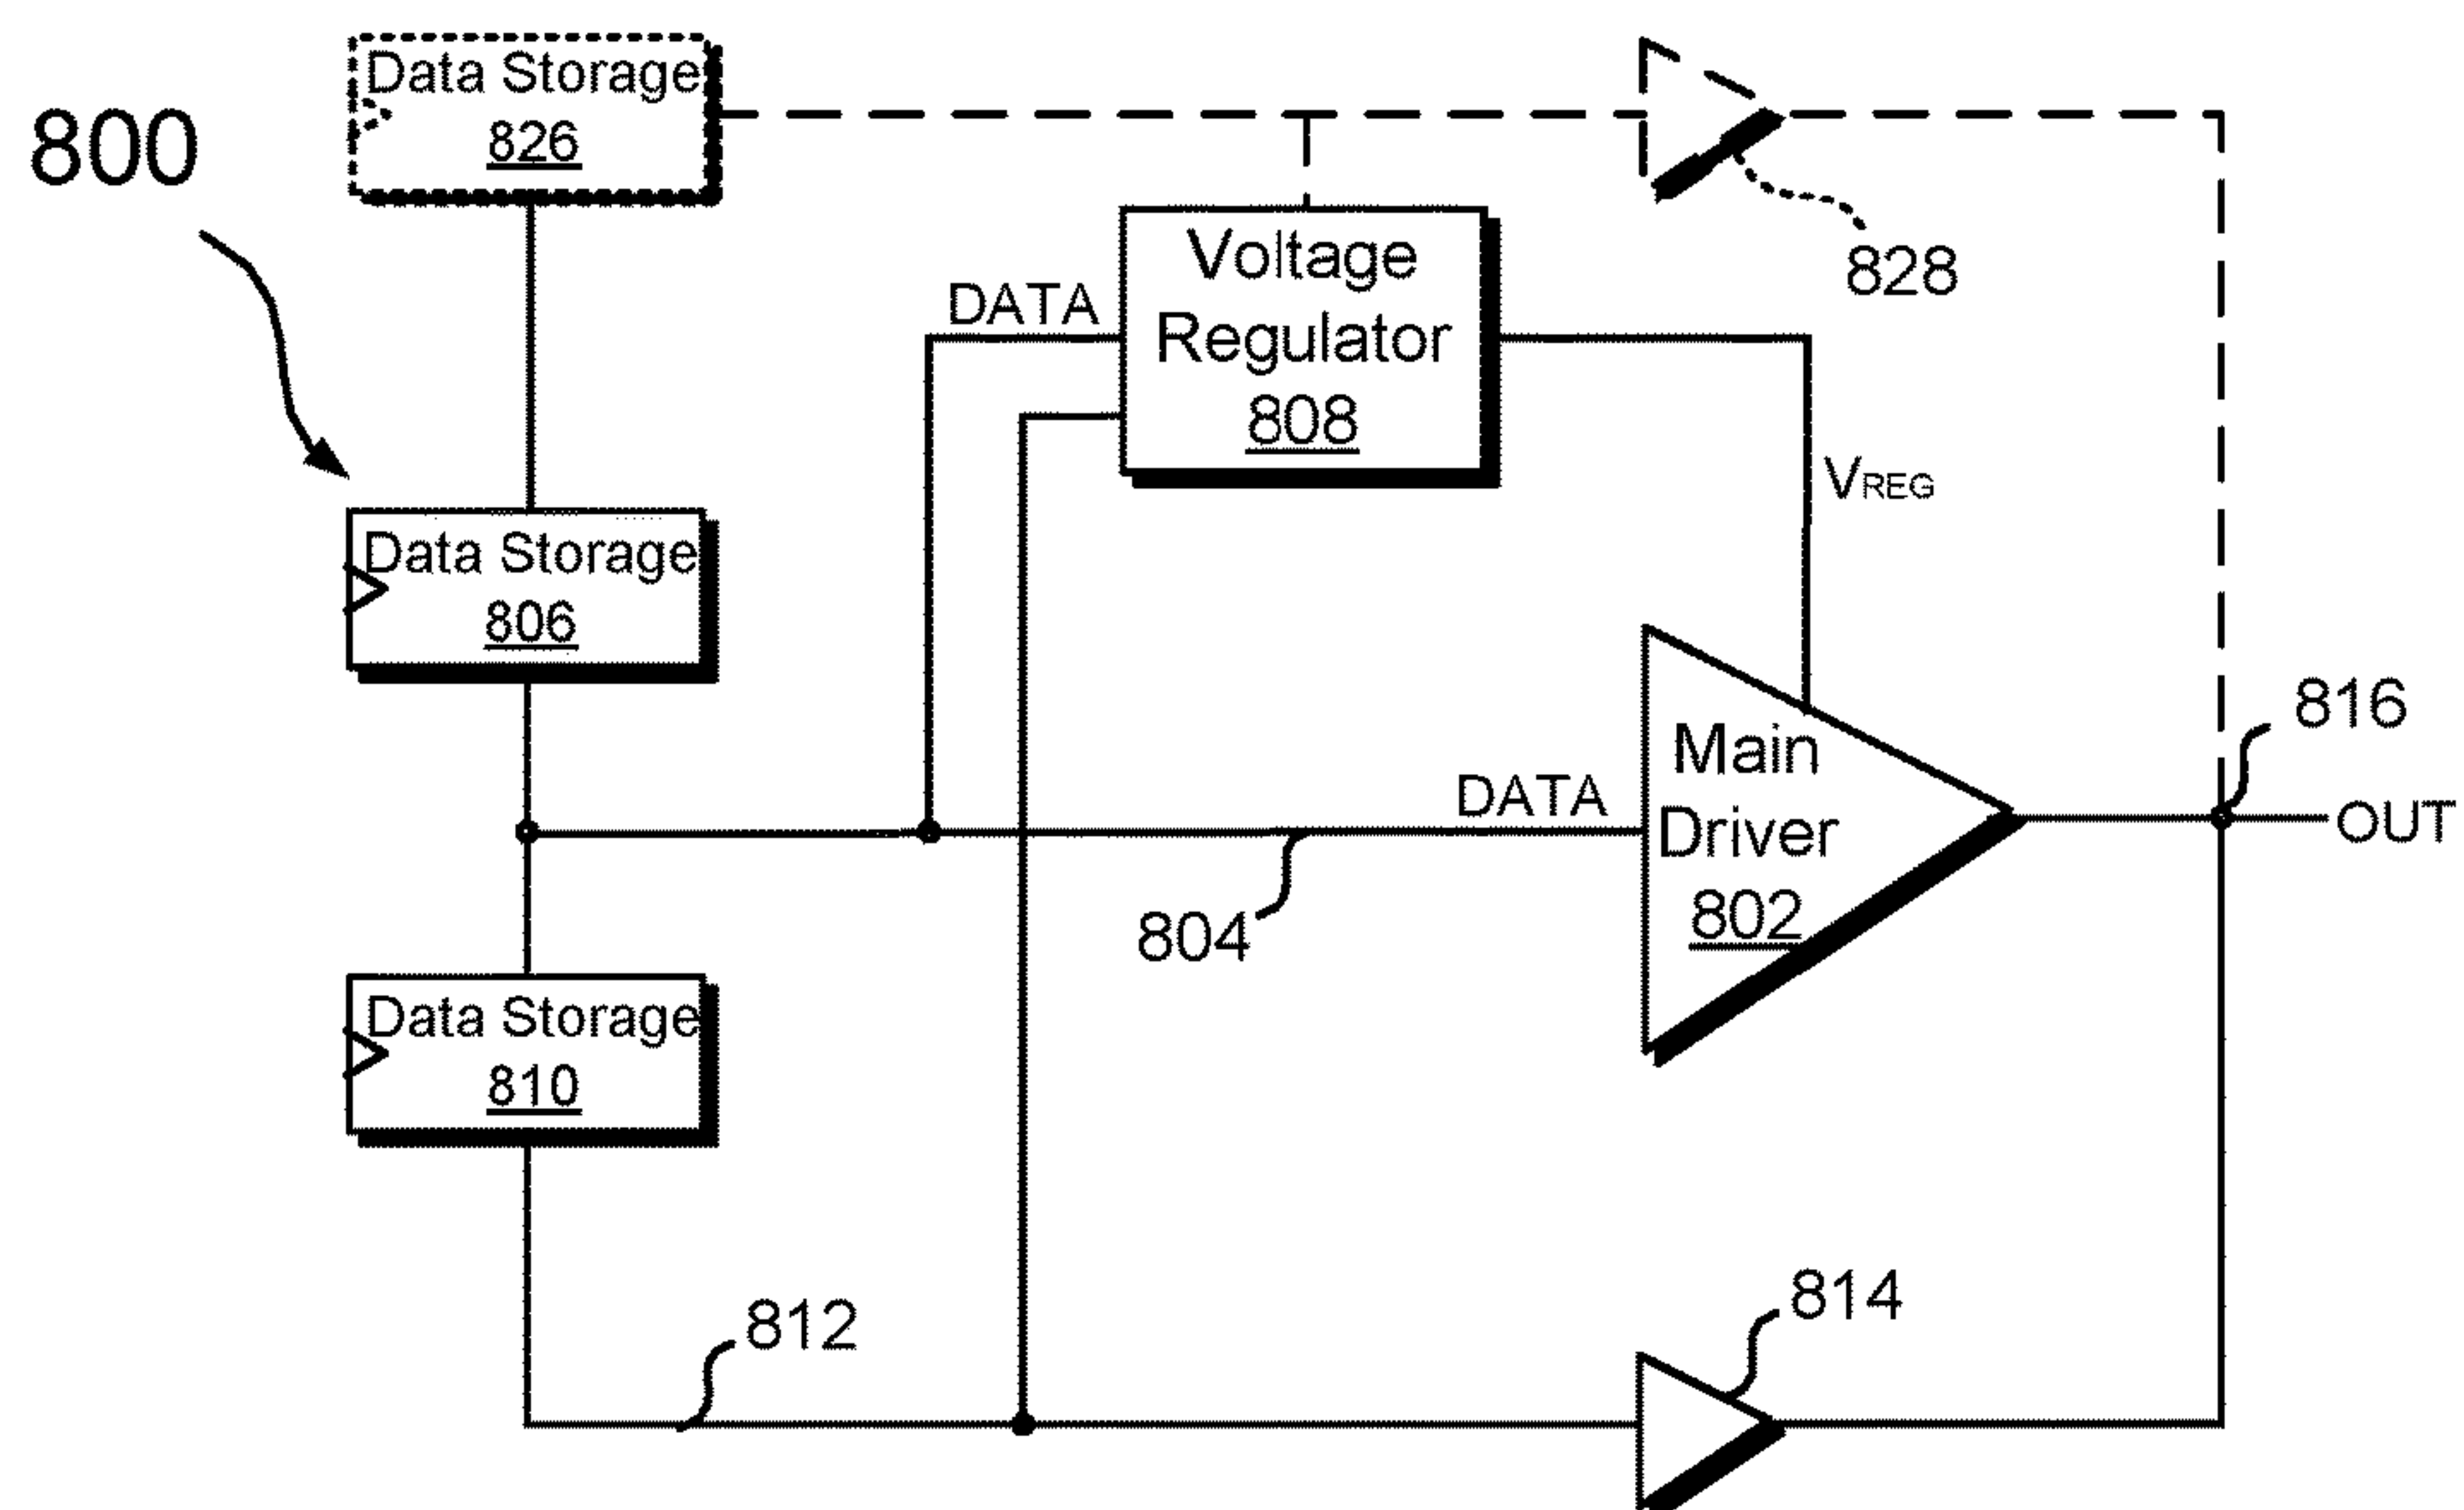 800
Data Storage
826
828
Voltage
Regulator
808
DATA
VREG
Data Storage
806
816
Main
Driver
802
DATA
OUT
804
Data Storage
810
812
814